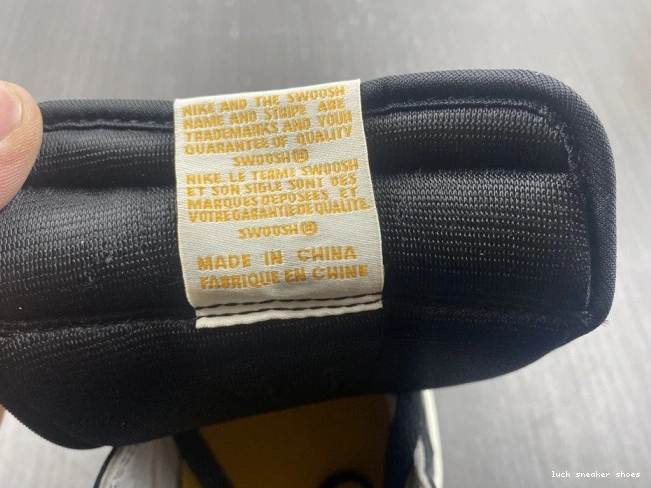 NIKE AND THE SWOOSH
NAME AND STRIPE ARE
TRADEMARKS AND YOUR
GUARANTEE OF QUALITY
SWOOSH®
NIKE, LE TERME SWOOSH
ET SON SIGLE SONT DES
MARQUES DEPOSÉES ET
VOTRE GARANTIE DE QUALITE.
SWOOSH®
MADE IN CHINA
FABRIQUE EN CHINE
luck sneaker shoes